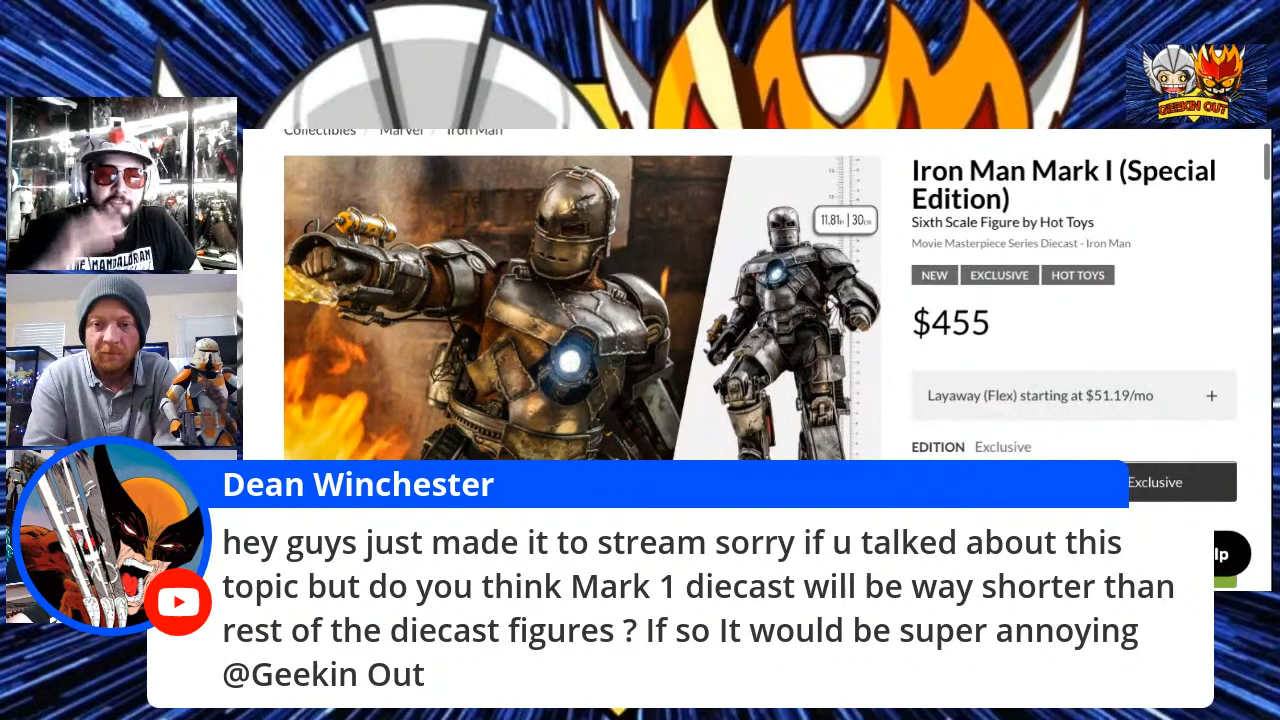 GEEKIN OUT
Collectibles / Marvel / Iron Man
Iron Man Mark I (Special
Edition)
Sixth Scale Figure by Hot Toys
Movie Masterpiece Series Diecast - Iron Man
NEW EXCLUSIVE HOT TOYS
$455
11.81in | 30cm
Layaway (Flex) starting at $51.19/mo +
EDITION Exclusive
Exclusive
lp
THE MANDALORIAN
Dean Winchester
hey guys just made it to stream sorry if u talked about this
topic but do you think Mark 1 diecast will be way shorter than
rest of the diecast figures ? If so It would be super annoying
@Geekin Out